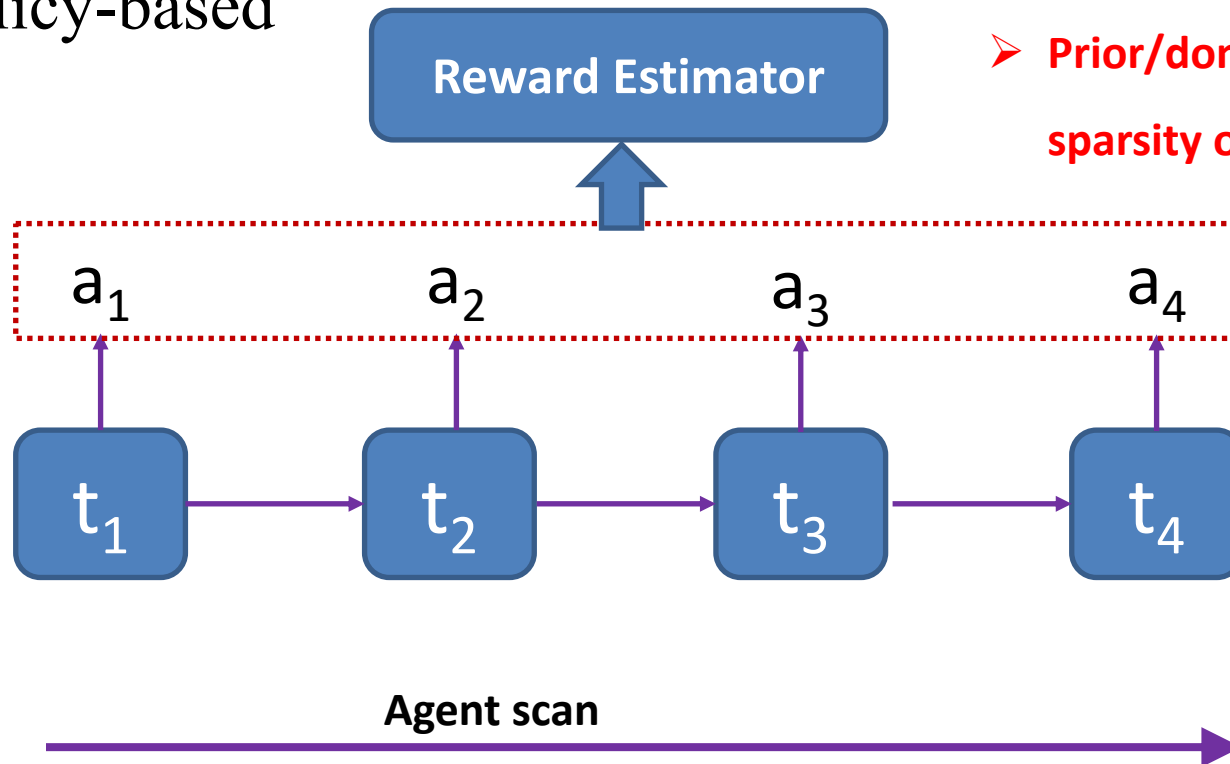 licy-based
Reward Estimator
➢ Prior/dor
sparsity o
a₁ a₂ a₃ a₄
t₁ t₂ t₃ t₄
Agent scan